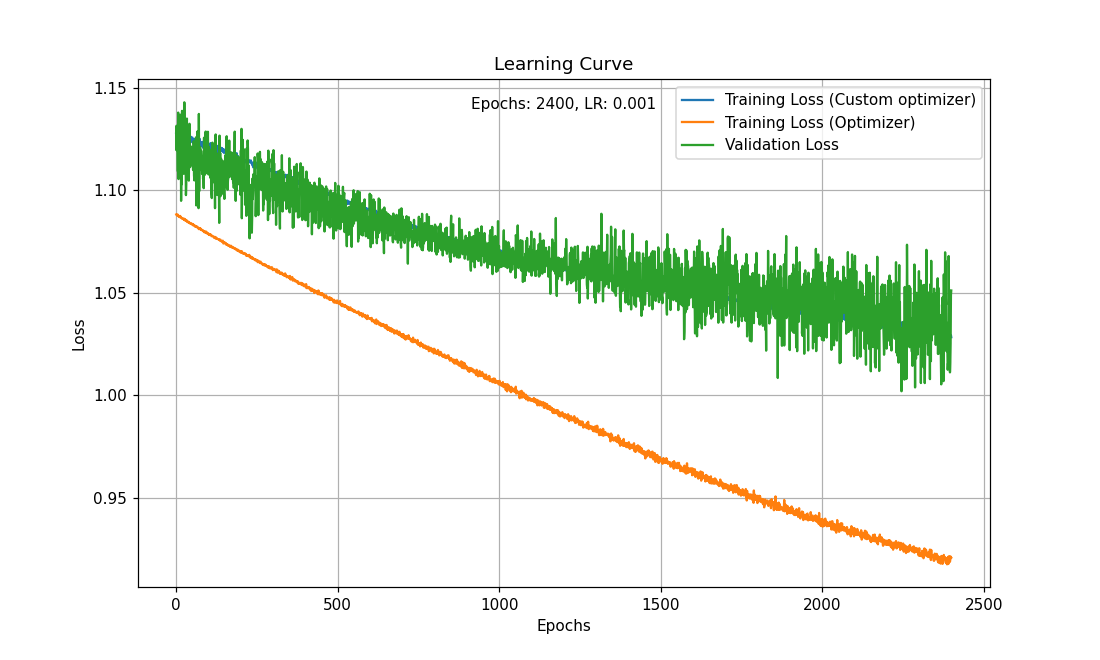 Learning Curve
Epochs: 2400, LR: 0.001
Training Loss (Custom optimizer)
Training Loss (Optimizer)
Validation Loss
1.15
1.10
1.05
1.00
0.95
Loss
0
500
1000
1500
2000
2500
Epochs